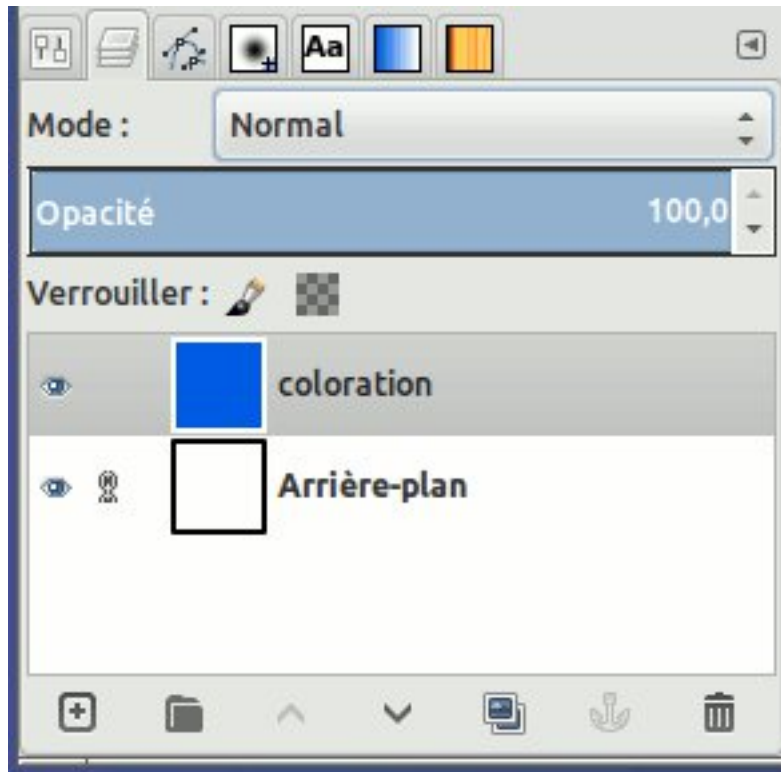 Aa
Mode : Normal
Opacité 100,0
Verrouiller :
coloration
Arrière-plan